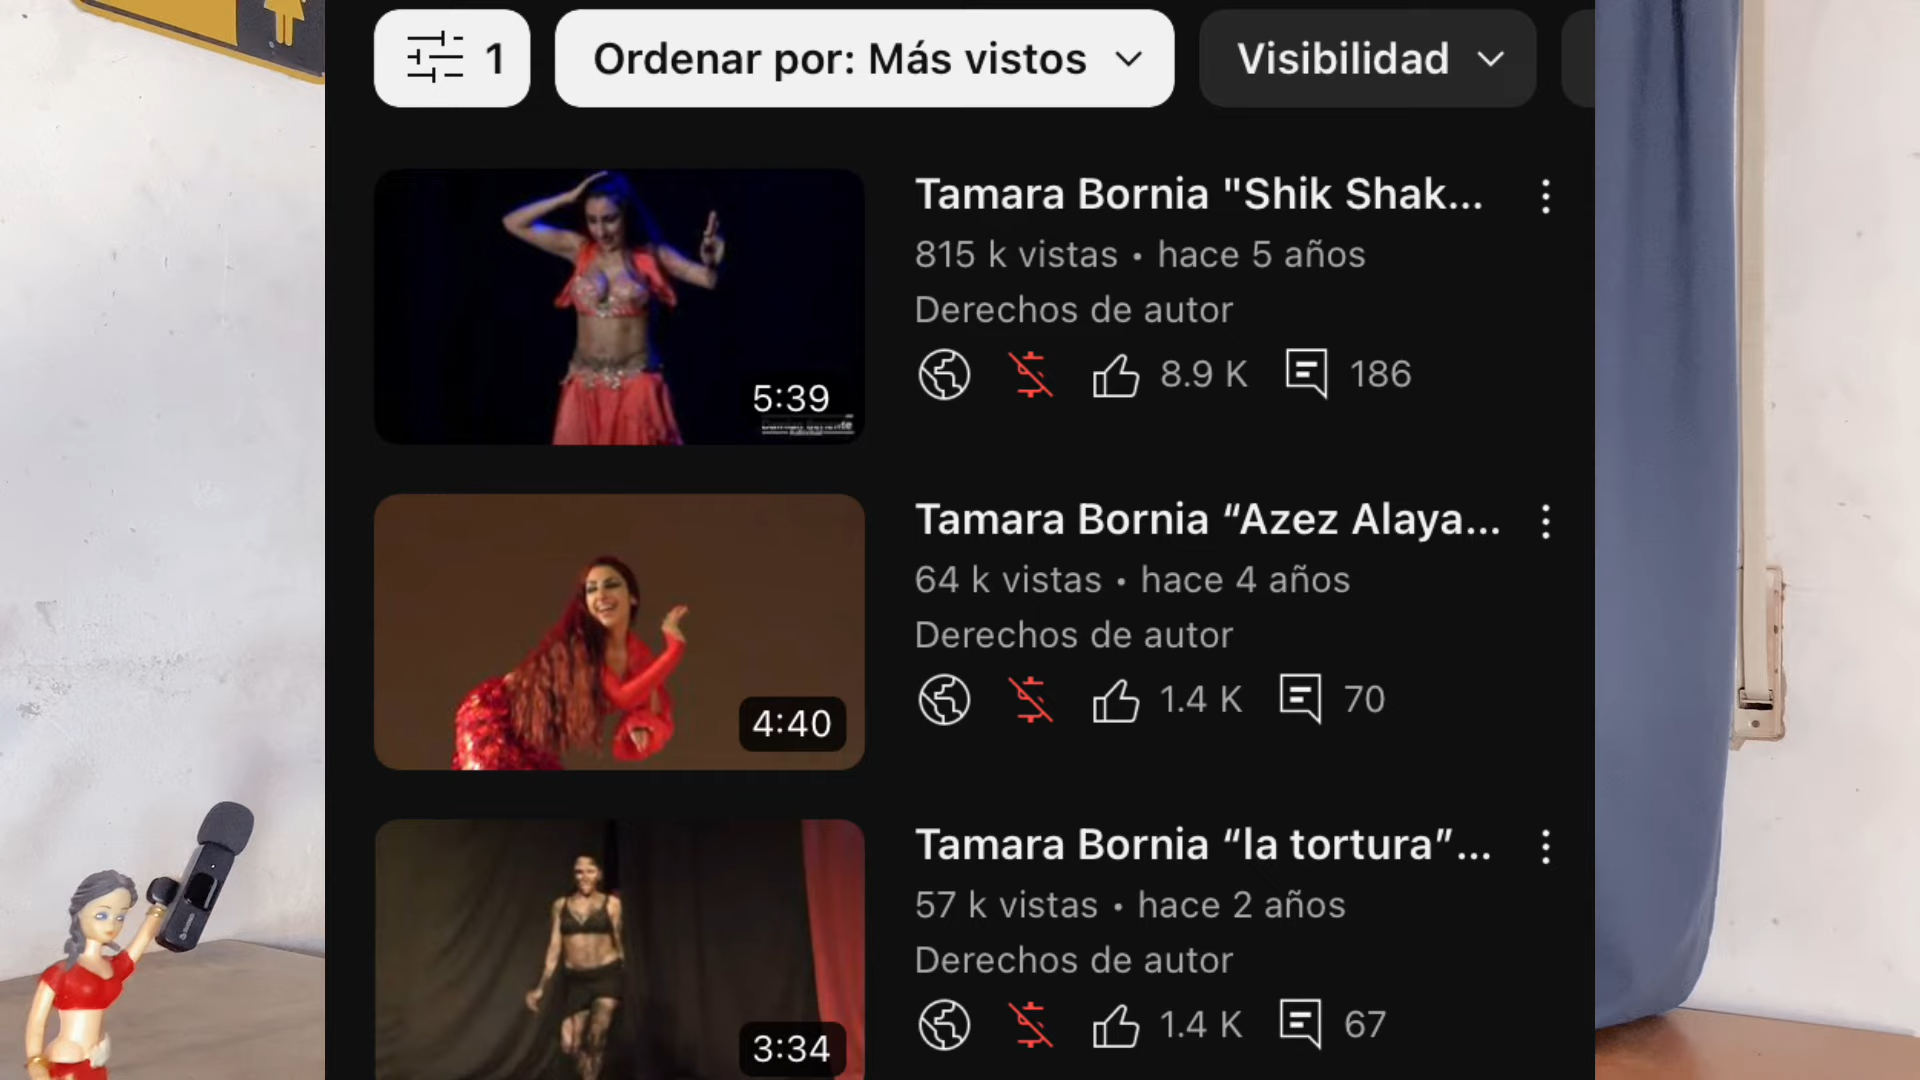 1
Ordenar por: Más vistos
Visibilidad
Tamara Bornia "Shik Shak...
815 k vistas • hace 5 años
Derechos de autor
8.9 K
186
5:39
Tamara Bornia “Azez Alaya...
64 k vistas • hace 4 años
Derechos de autor
1.4 K
70
4:40
Tamara Bornia “la tortura”...
57 k vistas • hace 2 años
Derechos de autor
1.4 K
67
3:34